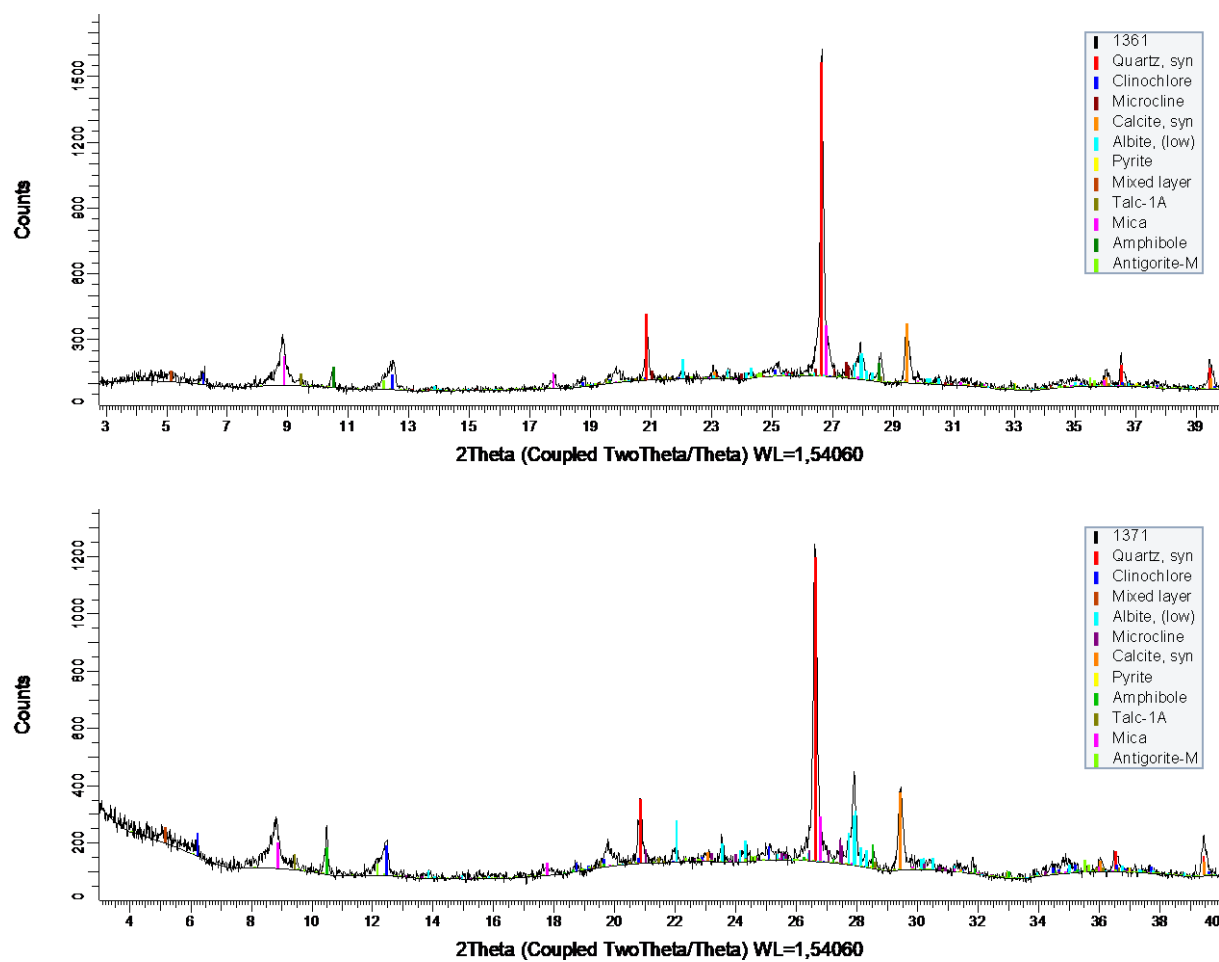 1361
Quartz, syn
Clinochlore
Microcline
Calcite, syn
Albite, (low)
Pyrite
Mixed layer
Talc-1A
Mica
Amphibole
Antigorite-M
Counts
1500
1200
900
600
300
0
3 5 7 9 11 13 15 17 19 21 23 25 27 29 31 33 35 37 39
2Theta (Coupled TwoTheta/Theta) WL=1,54060
1371
Quartz, syn
Clinochlore
Mixed layer
Albite, (low)
Microcline
Calcite, syn
Pyrite
Amphibole
Talc-1A
Mica
Antigorite-M
Counts
1200
1000
800
600
400
200
0
4 6 8 10 12 14 16 18 20 22 24 26 28 30 32 34 36 38 40
2Theta (Coupled TwoTheta/Theta) WL=1,54060